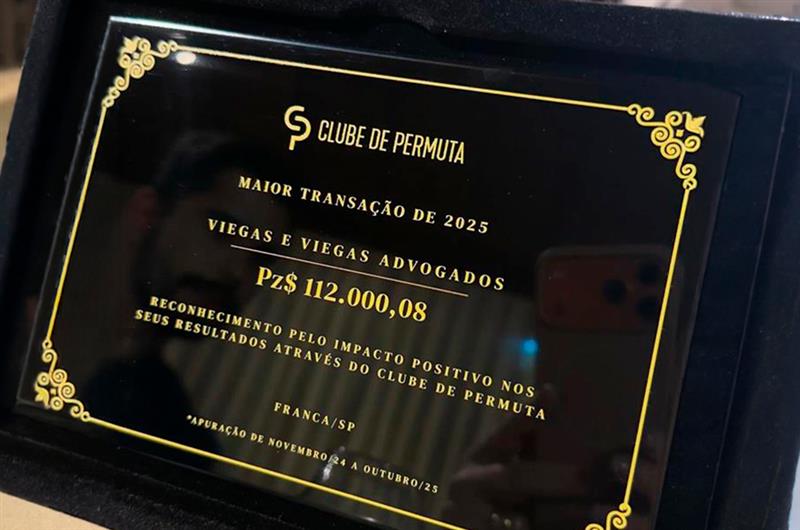 CLUBE DE PERMUTA
MAIOR TRANSAÇÃO DE 2025
VIEGAS E VIEGAS ADVOGADOS
Pz$ 112.000,08
RECONHECIMENTO PELO IMPACTO POSITIVO NOS
SEUS RESULTADOS ATRAVÉS DO CLUBE DE PERMUTA
FRANCA/SP
*APURAÇÃO DE NOVEMBRO/24 A OUTUBRO/25